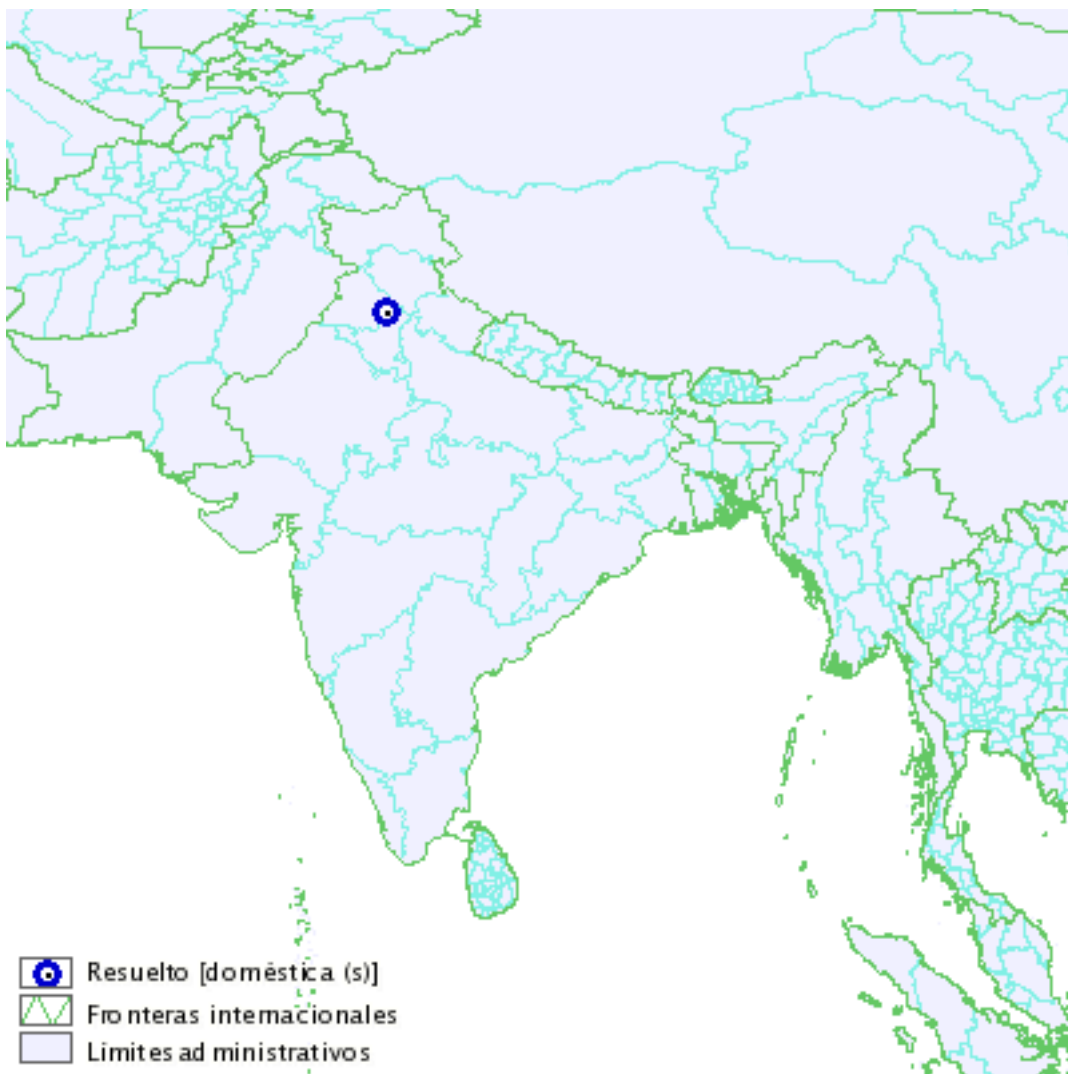 Resuelto [doméstica (s)]
Fronteras internacionales
Límites administrativos